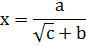 x = a / (√c + b)